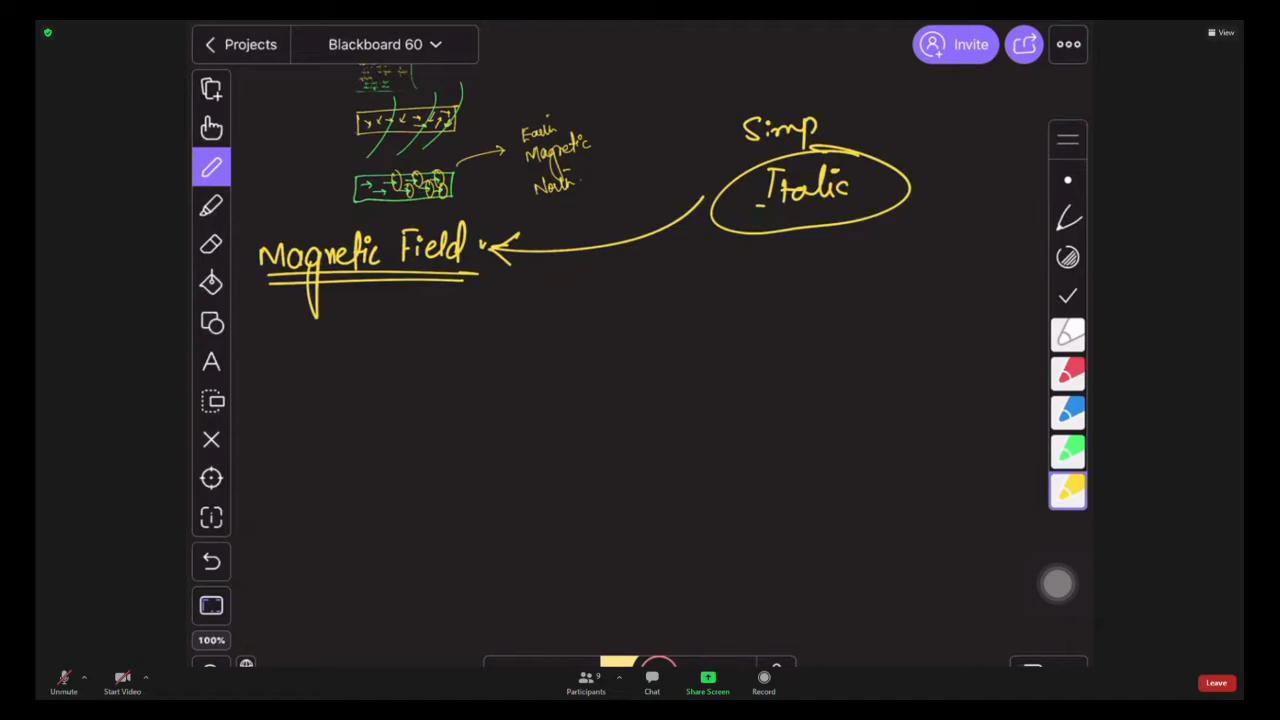 View
Projects
Blackboard 60
Invite
Simp
Italic
Earth
Magnetic
North
Magnetic Field
A
100%
Unmute
Start Video
Participants
9
Chat
Share Screen
Record
Leave